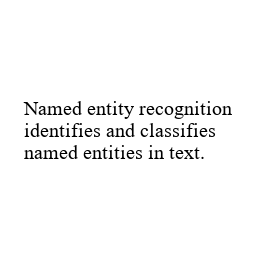 Named entity recognition
identifies and classifies
named entities in text.